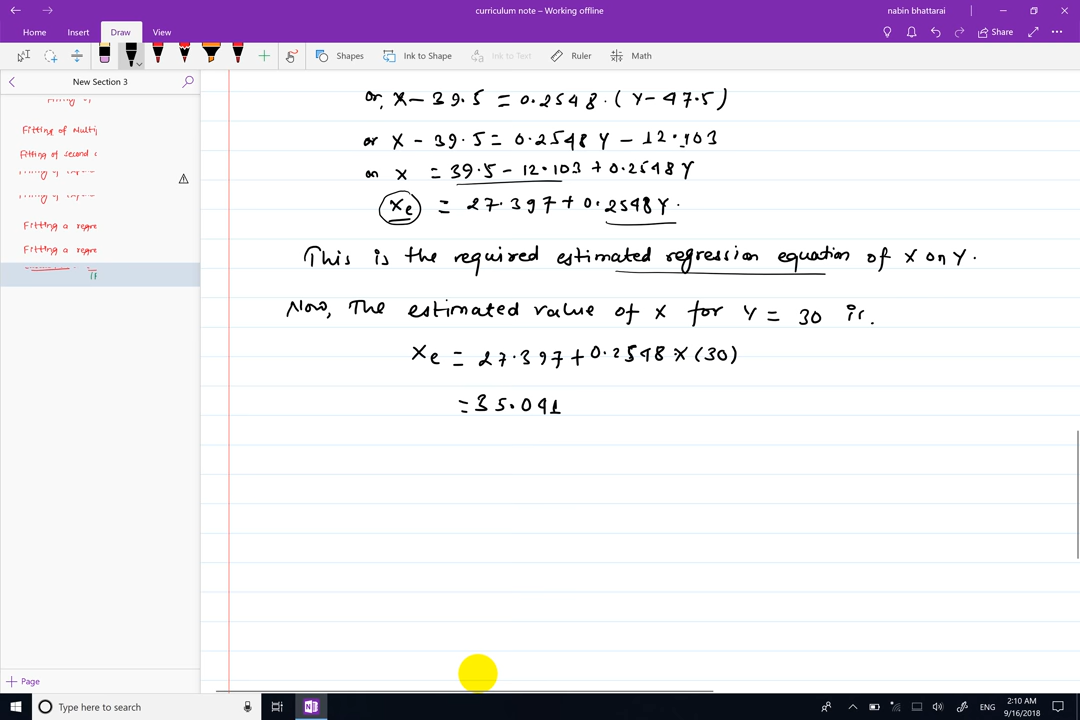 curriculum note – Working offline
nabin bhattarai
Home Insert Draw View
Share
Shapes Ink to Shape Ink to Text Ruler Math
New Section 3
Fitting of
Fitting of Multip
Fitting of second o
Fitting a regre
Fitting a regre
or, X – 39.5 = 0.2548 . (Y – 47.5)
or X – 39.5 = 0.2548 Y – 12.103
or X = 39.5 – 12.103 + 0.2548 Y
Xe = 27.397 + 0.2548 Y.
This is the required estimated regression equation of X on Y.
Now, The estimated value of X for Y = 30 is.
Xe = 27.397 + 0.2548 X (30)
= 35.041
Page
Type here to search
ENG
2:10 AM
9/16/2018